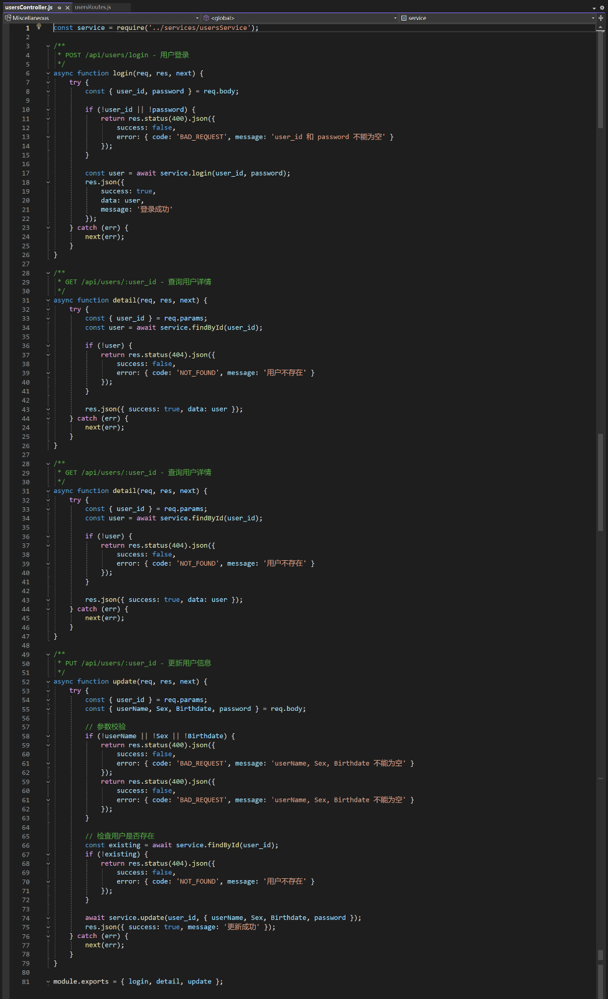 usersController.js
usersRoutes.js
Miscellaneous
<global>
service
1 const service = require('../services/usersService');
2
3 /**
4  * POST /api/users/login - 用户登录
5  */
6 async function login(req, res, next) {
7     try {
8         const { user_id, password } = req.body;
9
10         if (!user_id || !password) {
11             return res.status(400).json({
12                 success: false,
13                 error: { code: 'BAD_REQUEST', message: 'user_id 和 password 不能为空' }
14             });
15         }
16
17         const user = await service.login(user_id, password);
18         res.json({
19             success: true,
20             data: user,
21             message: '登录成功'
22         });
23     } catch (err) {
24         next(err);
25     }
26 }
27
28 /**
29  * GET /api/users/:user_id - 查询用户详情
30  */
31 async function detail(req, res, next) {
32     try {
33         const { user_id } = req.params;
34         const user = await service.findById(user_id);
35
36         if (!user) {
37             return res.status(404).json({
38                 success: false,
39                 error: { code: 'NOT_FOUND', message: '用户不存在' }
40             });
41         }
42
43         res.json({ success: true, data: user });
44     } catch (err) {
24         next(err);
25     }
26 }
27
28 /**
29  * GET /api/users/:user_id - 查询用户详情
30  */
31 async function detail(req, res, next) {
32     try {
33         const { user_id } = req.params;
34         const user = await service.findById(user_id);
35
36         if (!user) {
37             return res.status(404).json({
38                 success: false,
39                 error: { code: 'NOT_FOUND', message: '用户不存在' }
40             });
41         }
42
43         res.json({ success: true, data: user });
44     } catch (err) {
45         next(err);
46     }
47 }
48
49 /**
50  * PUT /api/users/:user_id - 更新用户信息
51  */
52 async function update(req, res, next) {
53     try {
54         const { user_id } = req.params;
55         const { userName, Sex, Birthdate, password } = req.body;
56
57         // 参数校验
58         if (!userName || !Sex || !Birthdate) {
59             return res.status(400).json({
60                 success: false,
61                 error: { code: 'BAD_REQUEST', message: 'userName, Sex, Birthdate 不能为空' }
62             });
59             return res.status(400).json({
60                 success: false,
61                 error: { code: 'BAD_REQUEST', message: 'userName, Sex, Birthdate 不能为空' }
62             });
63         }
64
65         // 检查用户是否存在
66         const existing = await service.findById(user_id);
67         if (!existing) {
68             return res.status(404).json({
69                 success: false,
70                 error: { code: 'NOT_FOUND', message: '用户不存在' }
71             });
72         }
73
74         await service.update(user_id, { userName, Sex, Birthdate, password });
75         res.json({ success: true, message: '更新成功' });
76     } catch (err) {
77         next(err);
78     }
79 }
80
81 module.exports = { login, detail, update };